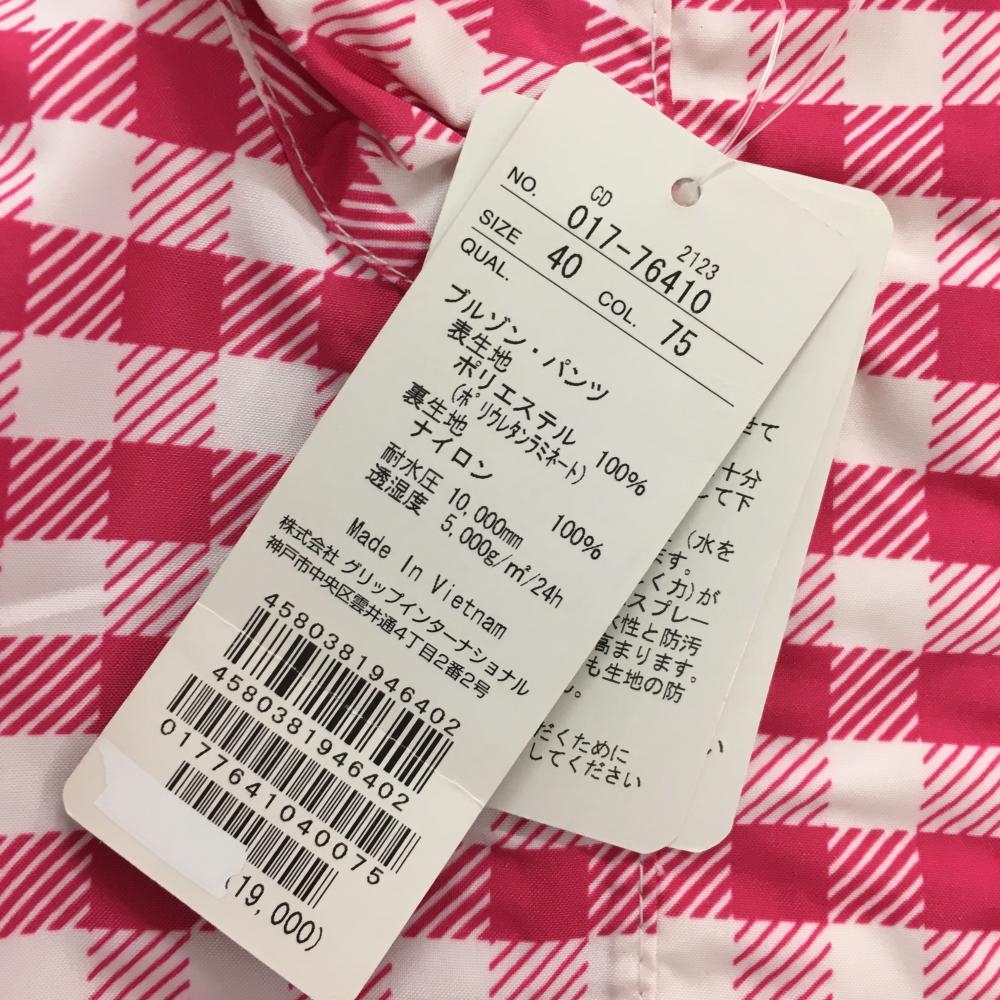 CD 2123
NO. 017-76410
SIZE 40 COL. 75
QUAL.
ブルゾン・パンツ
表生地
ポリエステル 100%
(ポリウレタンラミネート)
裏生地
ナイロン 100%
耐水圧 10,000mm
透湿度 5,000g/㎡/24h
Made In Vietnam
株式会社 グリップインターナショナル
神戸市中央区雲井通4丁目2番2号
4580381946402
4580381946402
0177641040075
(19,000)
せて
十分
して下
(水を
ます。
く力)が
スプレー
水性と防汚
高まります。
も生地の防
ん。
だくために
してください
い